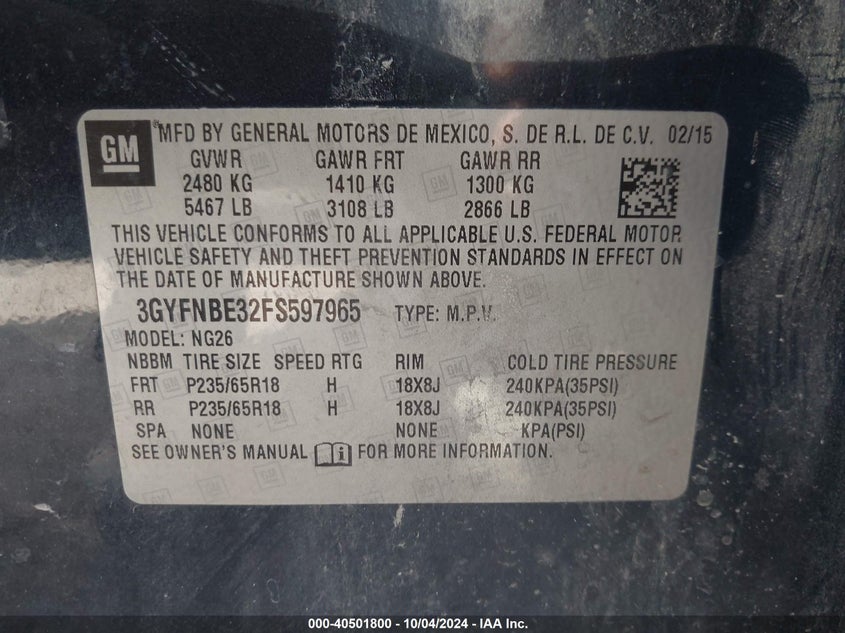 GM ® MFD BY GENERAL MOTORS DE MEXICO, S. DE R.L. DE C.V. 02/15
GVWR GAWR FRT GAWR RR
2480 KG 1410 KG 1300 KG
5467 LB 3108 LB 2866 LB
THIS VEHICLE CONFORMS TO ALL APPLICABLE U.S. FEDERAL MOTOR
VEHICLE SAFETY AND THEFT PREVENTION STANDARDS IN EFFECT ON
THE DATE OF MANUFACTURE SHOWN ABOVE.
3GYFNBE32FS597965 TYPE: M.P.V.
MODEL: NG26
NBBM TIRE SIZE SPEED RTG RIM COLD TIRE PRESSURE
FRT P235/65R18 H 18X8J 240KPA(35PSI)
RR P235/65R18 H 18X8J 240KPA(35PSI)
SPA NONE NONE KPA(PSI)
SEE OWNER'S MANUAL FOR MORE INFORMATION.
000-40501800 - 10/04/2024 - IAA Inc.